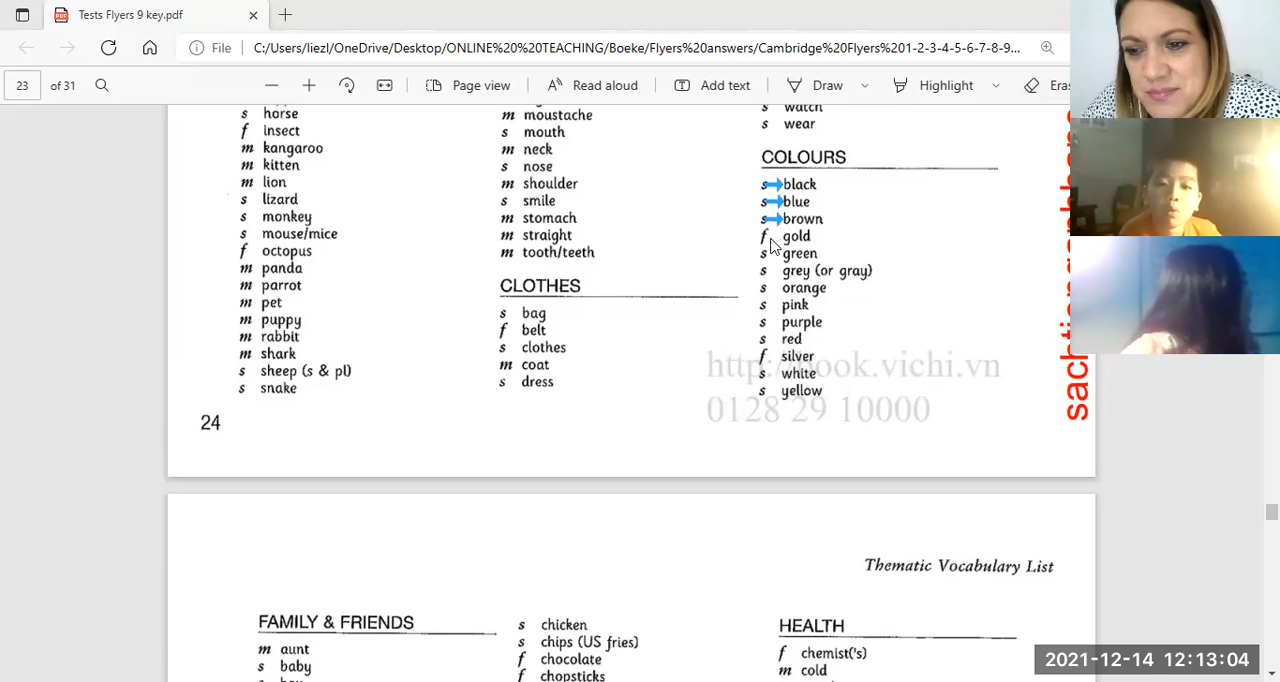 Tests Flyers 9 key.pdf
File
C:/Users/liezl/OneDrive/Desktop/ONLINE%20%20TEACHING/Boeke/Flyers%20answers/Cambridge%20Flyers%201-2-3-4-5-6-7-8-9...
23 of 31
Page view
Read aloud
Add text
Draw
Highlight
s horse
f insect
m kangaroo
m kitten
m lion
s lizard
s monkey
s mouse/mice
f octopus
m panda
m parrot
m pet
m puppy
m rabbit
m shark
s sheep (s & pl)
s snake
24
m moustache
s mouth
m neck
s nose
m shoulder
s smile
m stomach
m straight
m tooth/teeth
CLOTHES
s bag
f belt
s clothes
m coat
s dress
s watch
s wear
COLOURS
s black
s blue
s brown
f gold
s green
s grey (or gray)
s orange
s pink
s purple
s red
f silver
s white
s yellow
http://book.vichi.vn
0128 29 10000
Thematic Vocabulary List
FAMILY & FRIENDS
m aunt
s baby
s chicken
s chips (US fries)
f chocolate
f chopsticks
HEALTH
f chemist('s)
m cold
2021-12-14 12:13:04